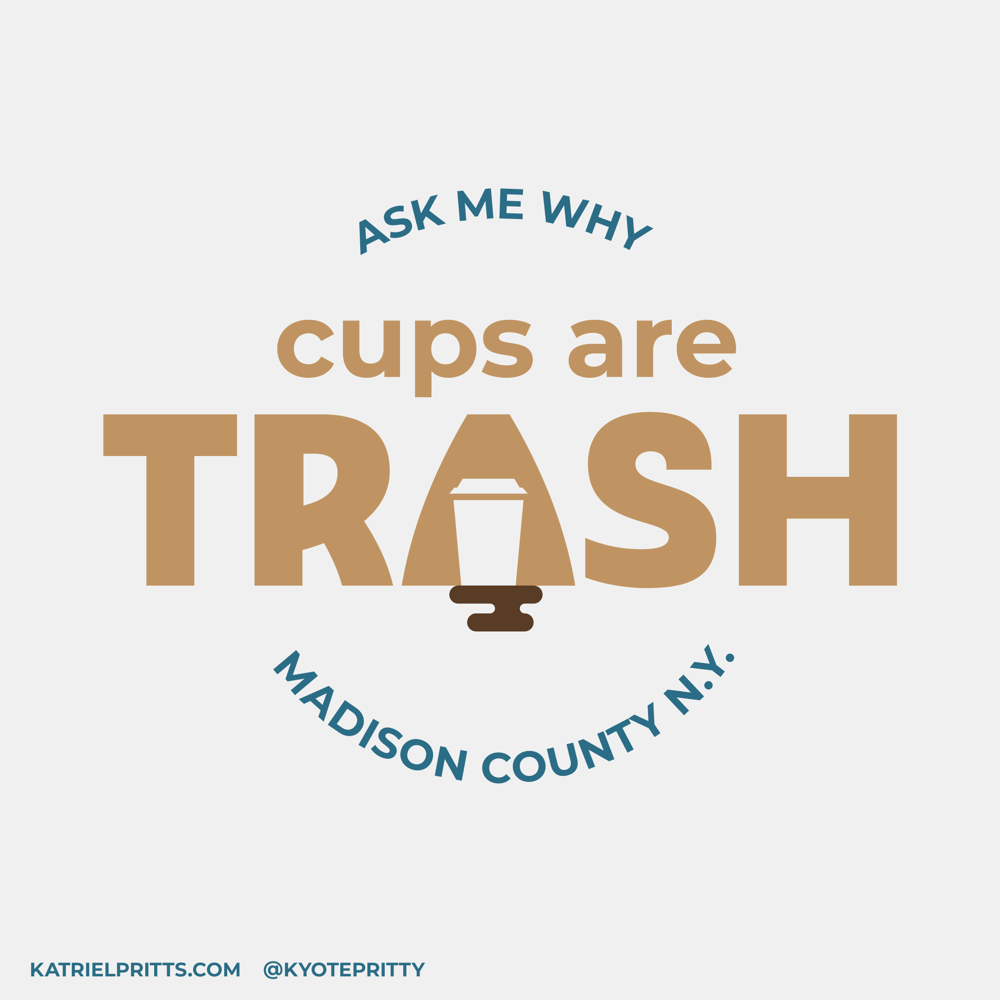 ASK ME WHY
cups are
TRASH
MADISON COUNTY N.Y.
KATRIELPRITTS.COM @KYOTEPRITTY